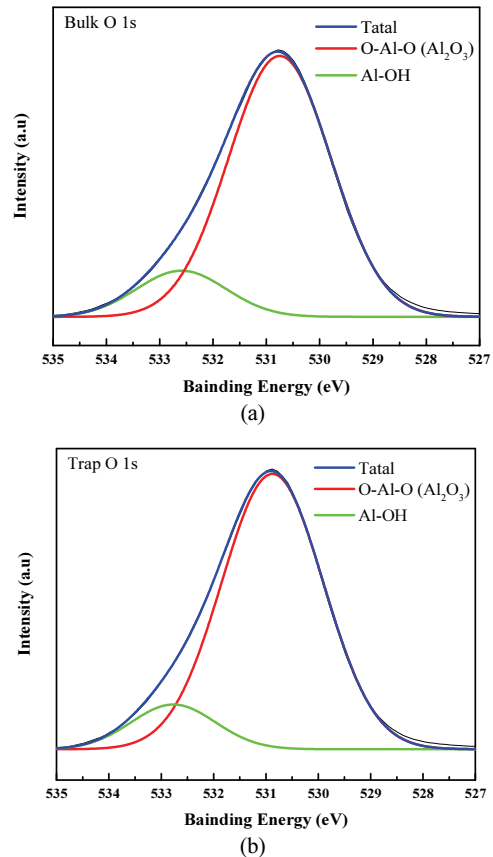 Bulk O 1s
Tatal
O-Al-O (Al₂O₃)
Al-OH
Intensity (a.u)
535 534 533 532 531 530 529 528 527
Bainding Energy (eV)
(a)
Trap O 1s
Tatal
O-Al-O (Al₂O₃)
Al-OH
Intensity (a.u)
535 534 533 532 531 530 529 528 527
Bainding Energy (eV)
(b)